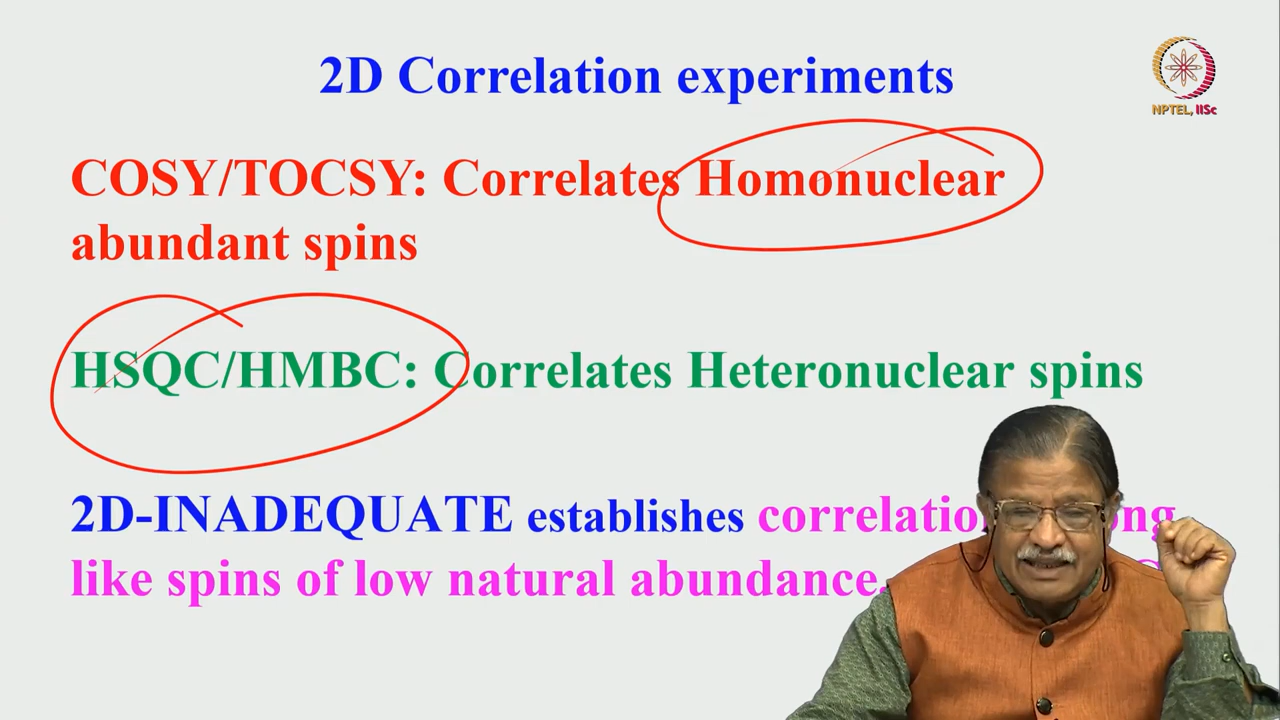 2D Correlation experiments
NPTEL, IISc
COSY/TOCSY: Correlates Homonuclear
abundant spins
HSQC/HMBC: Correlates Heteronuclear spins
2D-INADEQUATE establishes
like spins of low natural abundance.